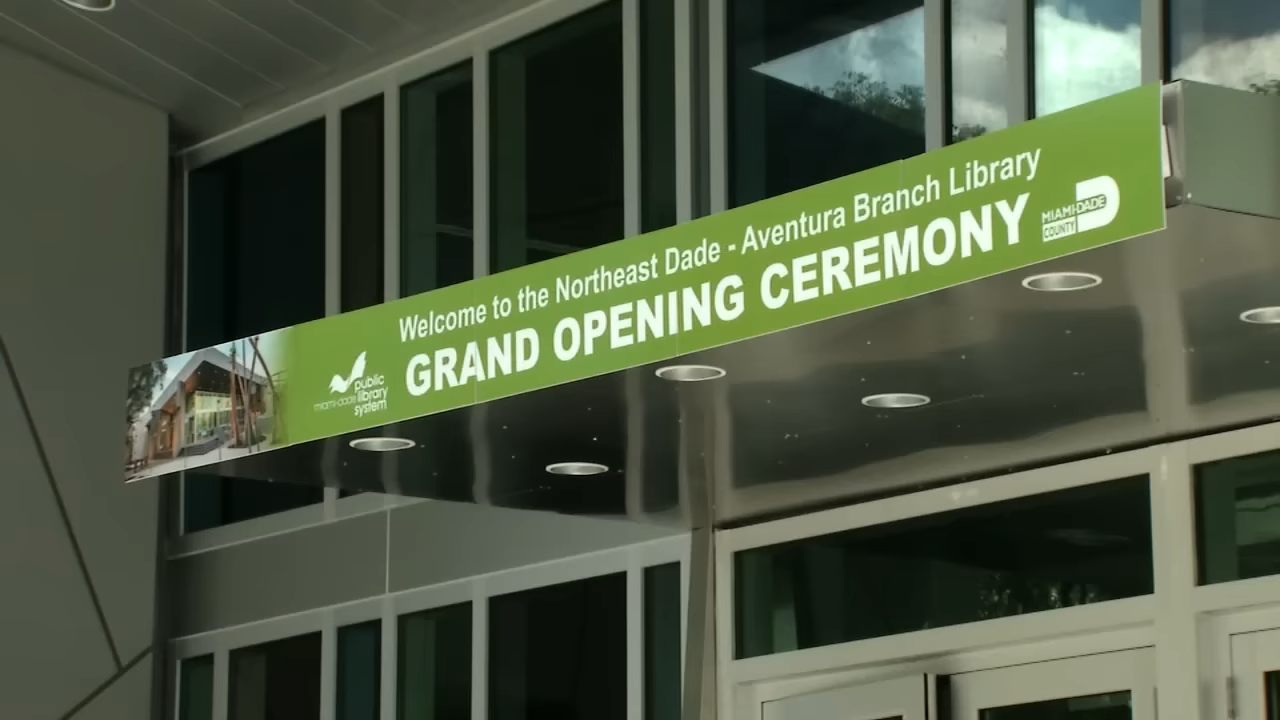 Welcome to the Northeast Dade - Aventura Branch Library
GRAND OPENING CEREMONY
public
miami-dade library
system
MIAMI-DADE
COUNTY